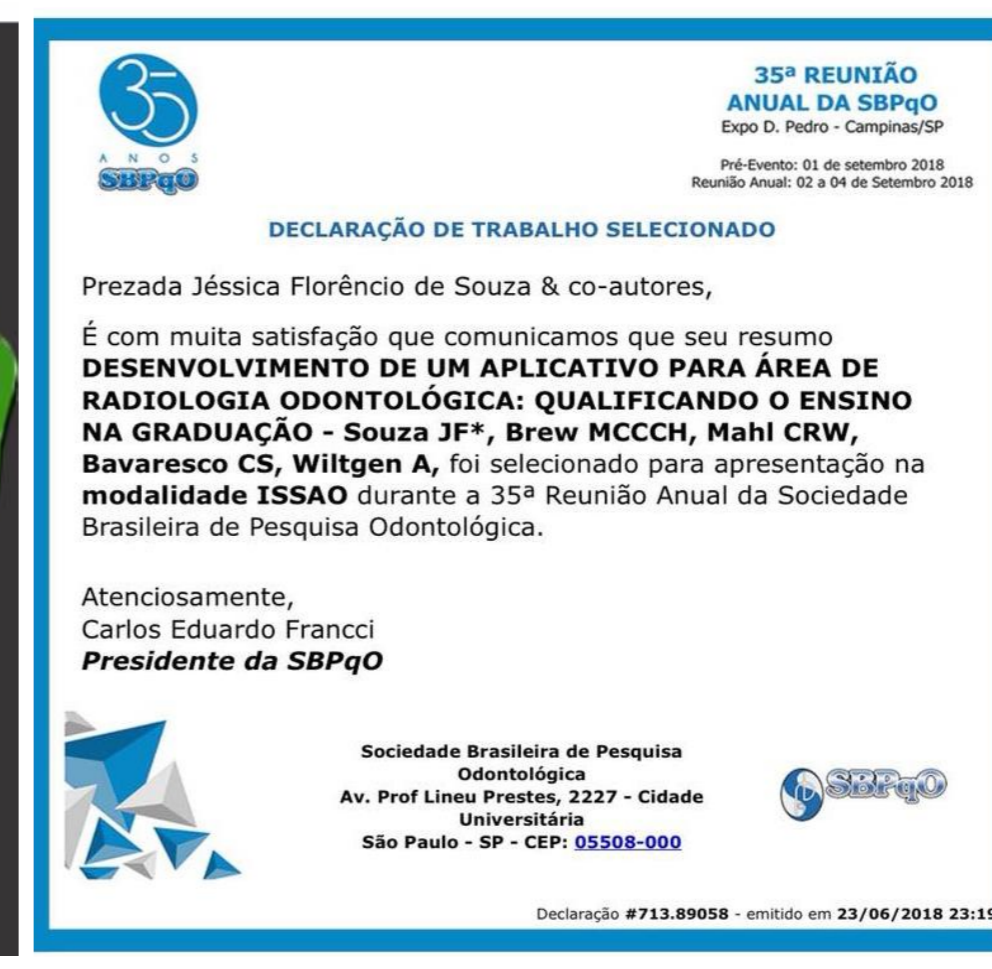 35
ANOS
SBPqO
35ª REUNIÃO
ANUAL DA SBPqO
Expo D. Pedro - Campinas/SP
Pré-Evento: 01 de setembro 2018
Reunião Anual: 02 a 04 de Setembro 2018
DECLARAÇÃO DE TRABALHO SELECIONADO
Prezada Jéssica Florêncio de Souza & co-autores,
É com muita satisfação que comunicamos que seu resumo
DESENVOLVIMENTO DE UM APLICATIVO PARA ÁREA DE
RADIOLOGIA ODONTOLÓGICA: QUALIFICANDO O ENSINO
NA GRADUAÇÃO - Souza JF*, Brew MCCCH, Mahl CRW,
Bavaresco CS, Wiltgen A, foi selecionado para apresentação na
modalidade ISSAO durante a 35ª Reunião Anual da Sociedade
Brasileira de Pesquisa Odontológica.
Atenciosamente,
Carlos Eduardo Francci
Presidente da SBPqO
Sociedade Brasileira de Pesquisa
Odontológica
Av. Prof Lineu Prestes, 2227 - Cidade
Universitária
São Paulo - SP - CEP: 05508-000
SBPqO
Declaração #713.89058 - emitido em 23/06/2018 23:19